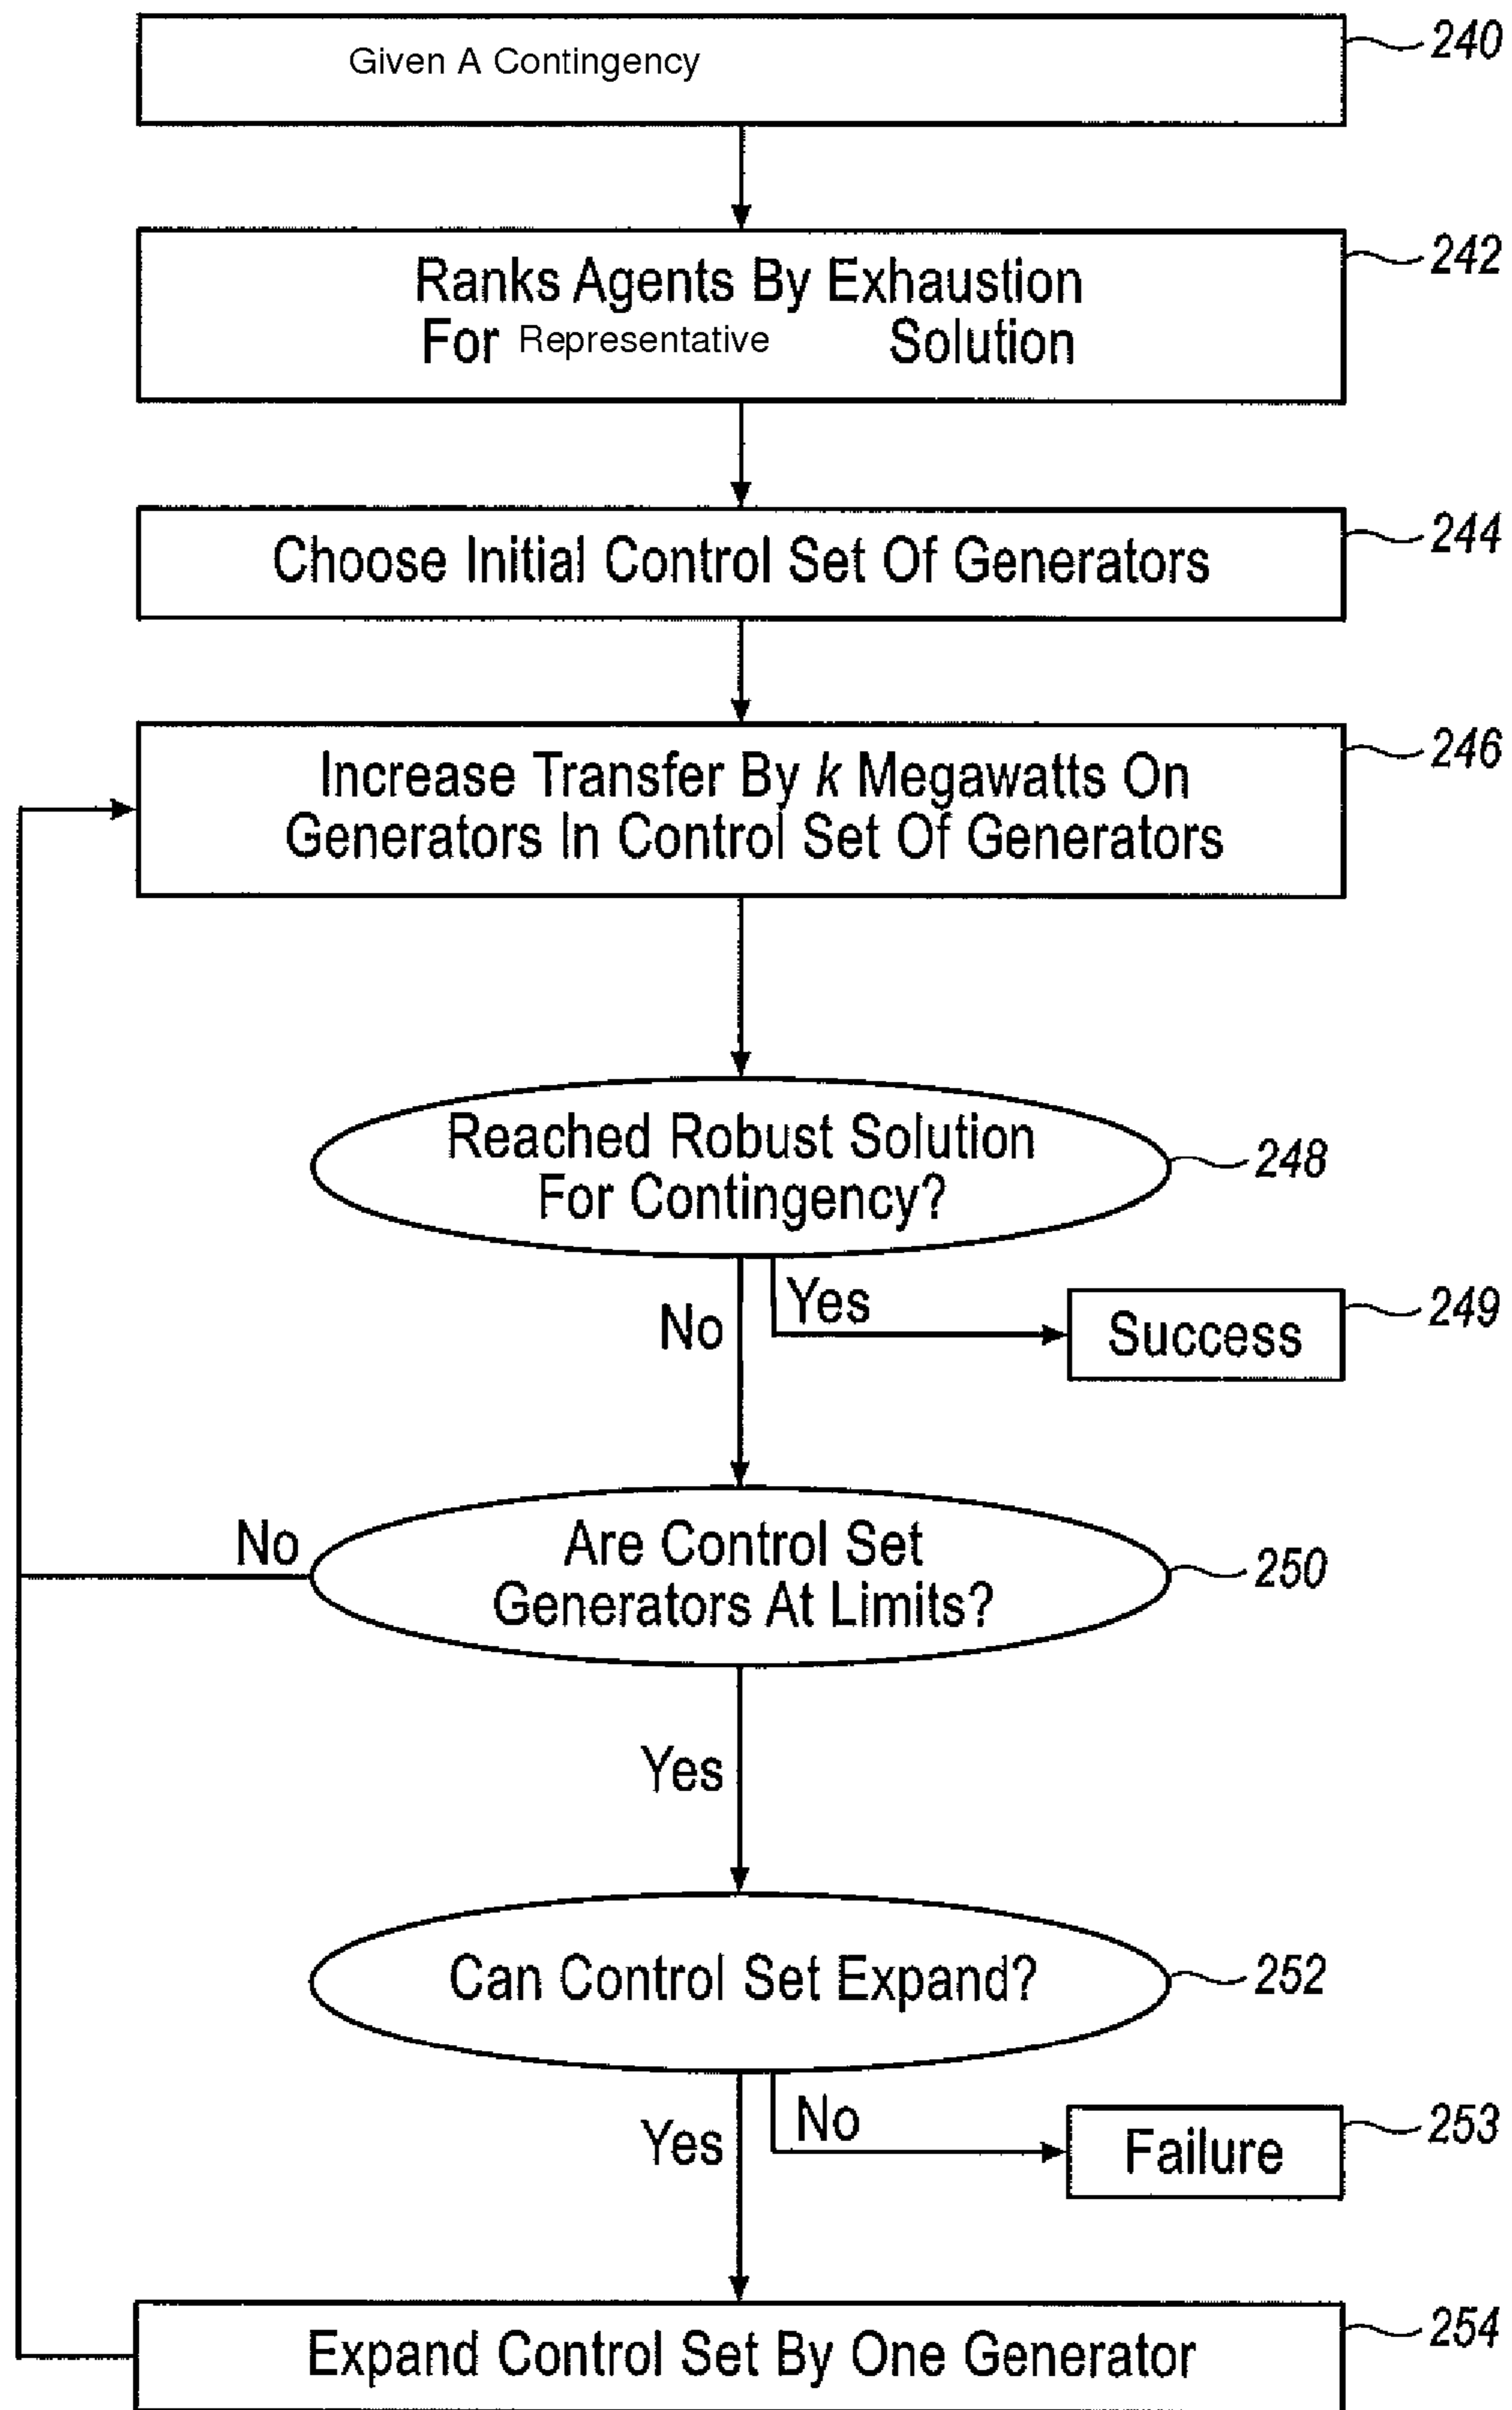 Given A Contingency
240
Ranks Agents By Exhaustion
For Representative Solution
242
Choose Initial Control Set Of Generators
244
Increase Transfer By k Megawatts On
Generators In Control Set Of Generators
246
Reached Robust Solution
For Contingency?
248
Yes
No
Success
249
No
Are Control Set
Generators At Limits?
250
Yes
Can Control Set Expand?
252
Yes
No
Failure
253
Expand Control Set By One Generator
254